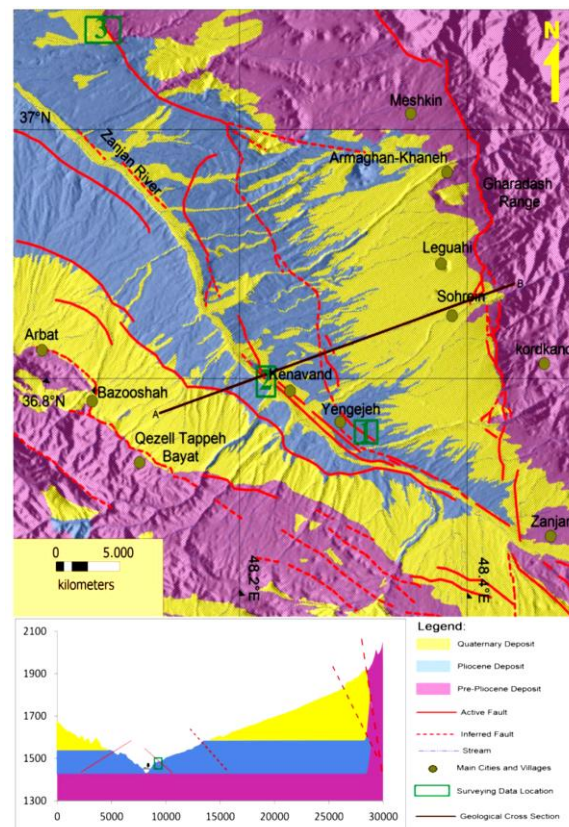 3
N
Meshkin
37°N
Zanjan River
Armaghan-Khaneh
Gharadash
Range
Leguahi
B
Sohrein
Arbat
kordkand
2
Kenavand
36.8°N
Bazooshah
A
Yengejeh
1
Qezell Tappeh
Bayat
Zanjan
0 5.000
kilometers
48.2°E
48.4°E
2100
1900
1700
1500
1300
0 5000 10000 15000 20000 25000 30000
Legend:
Quaternary Deposit
Pliocene Deposit
Pre-Pliocene Deposit
Active Fault
Inferred Fault
Stream
Main Cities and Villages
Surveying Data Location
Geological Cross Section